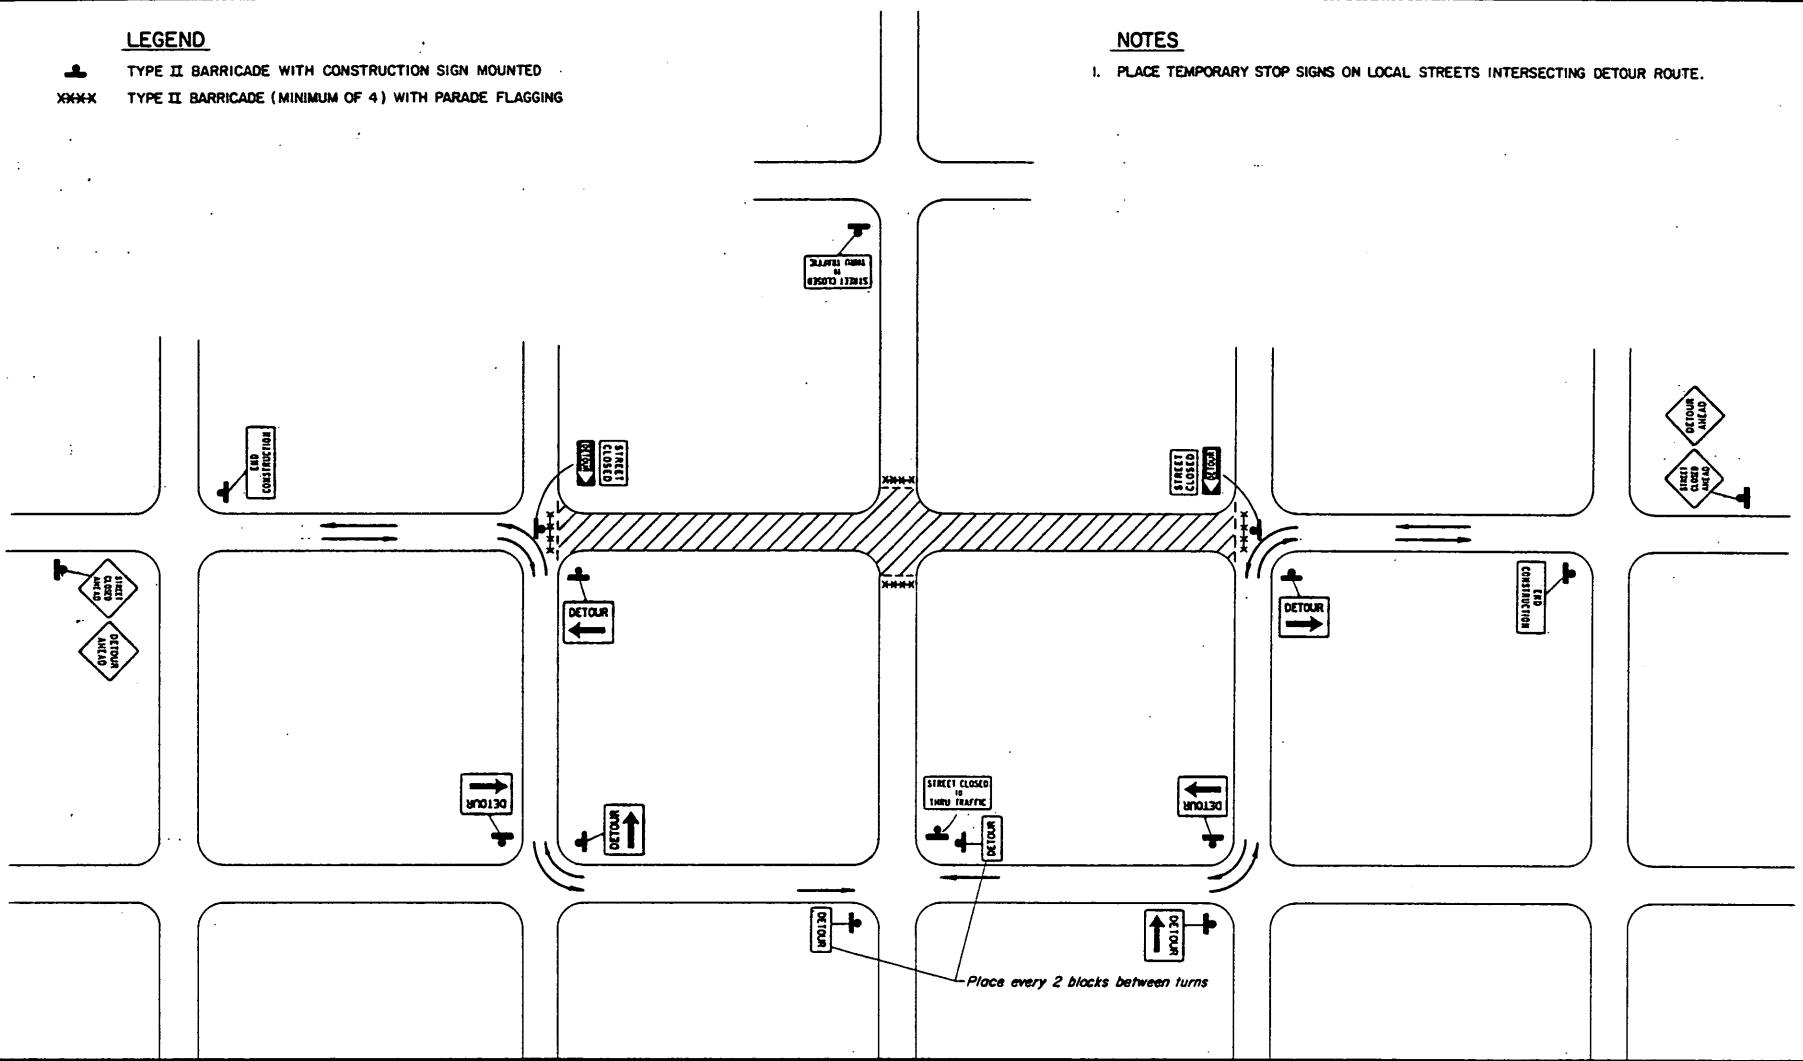 LEGEND
TYPE II BARRICADE WITH CONSTRUCTION SIGN MOUNTED
XXXX TYPE II BARRICADE (MINIMUM OF 4) WITH PARADE FLAGGING
NOTES
1. PLACE TEMPORARY STOP SIGNS ON LOCAL STREETS INTERSECTING DETOUR ROUTE.
STREET CLOSED
TO
THRU TRAFFIC
END
CONSTRUCTION
DETOUR
STREET
CLOSED
STREET
CLOSED
DETOUR
DETOUR
AHEAD
STREET
CLOSED
AHEAD
STREET
CLOSED
AHEAD
DETOUR
AHEAD
DETOUR
DETOUR
END
CONSTRUCTION
DETOUR
DETOUR
STREET CLOSED
TO
THRU TRAFFIC
DETOUR
DETOUR
DETOUR
DETOUR
Place every 2 blocks between turns